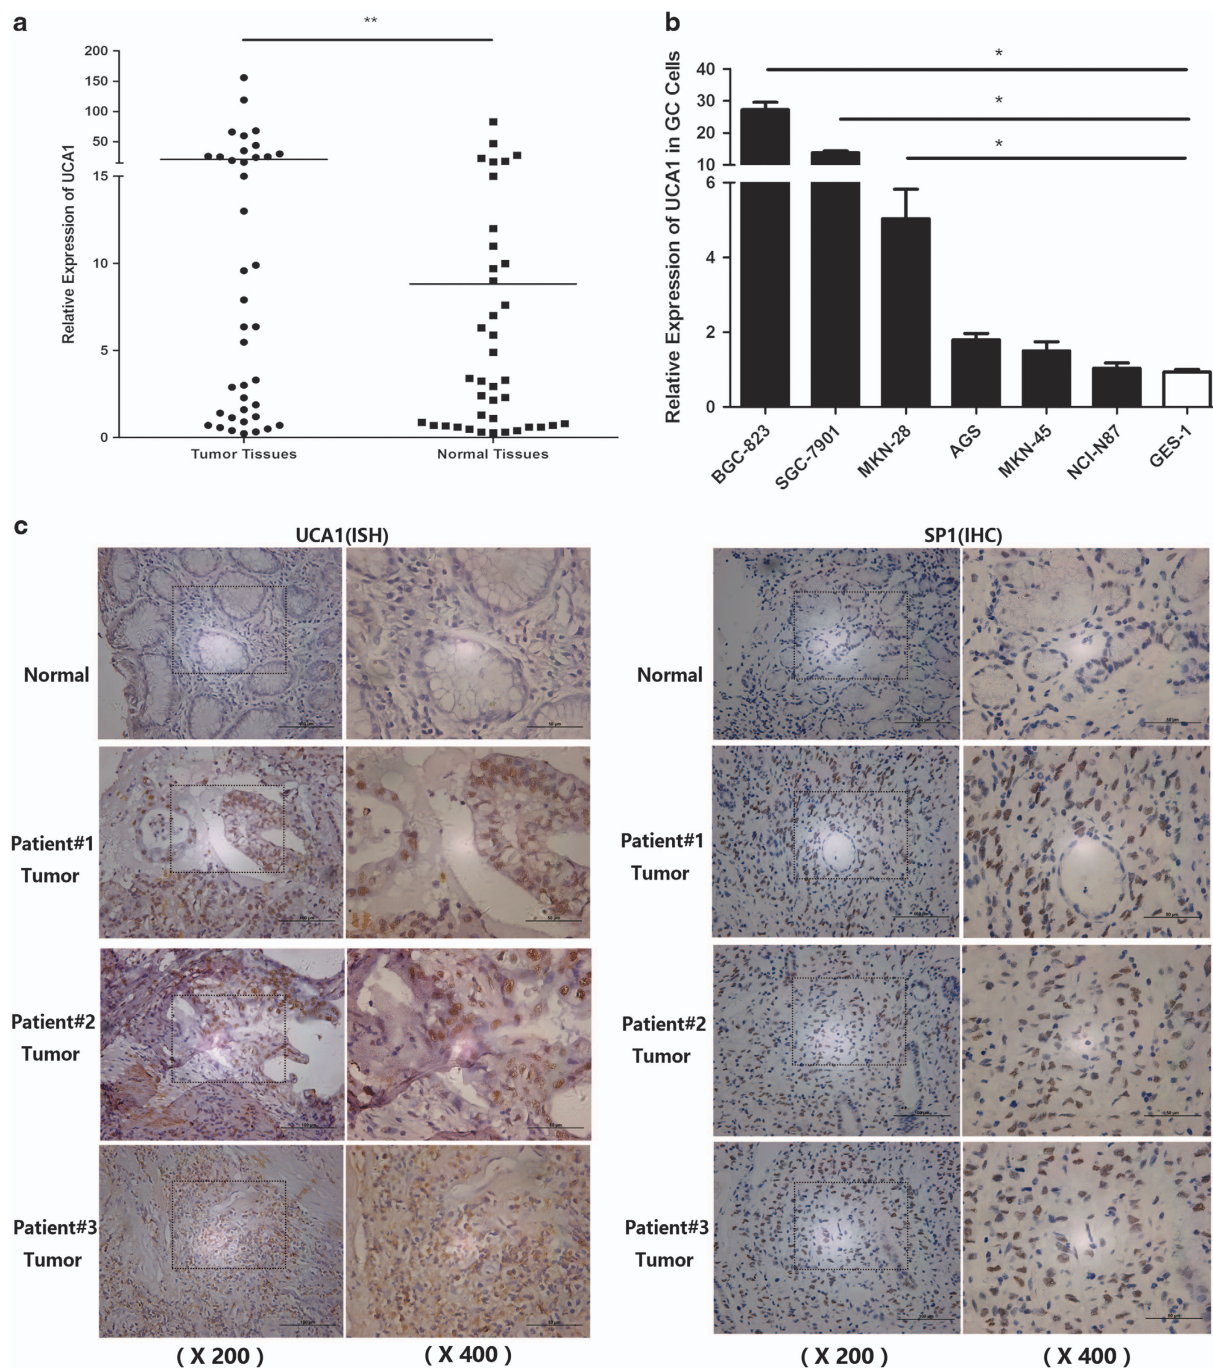 a
**
Relative Expression of UCA1
200
150
100
50
15
10
5
0
Tumor Tissues
Normal Tissues
b
*
*
*
Relative Expression of UCA1 in GC Cells
40
30
20
10
6
4
2
0
BGC-823
SGC-7901
MKN-28
AGS
MKN-45
NCI-N87
GES-1
c
UCA1(ISH)
SP1(IHC)
Normal
Normal
Patient#1
Tumor
Patient#1
Tumor
Patient#2
Tumor
Patient#2
Tumor
Patient#3
Tumor
Patient#3
Tumor
( X 200 )
( X 400 )
( X 200 )
( X 400 )